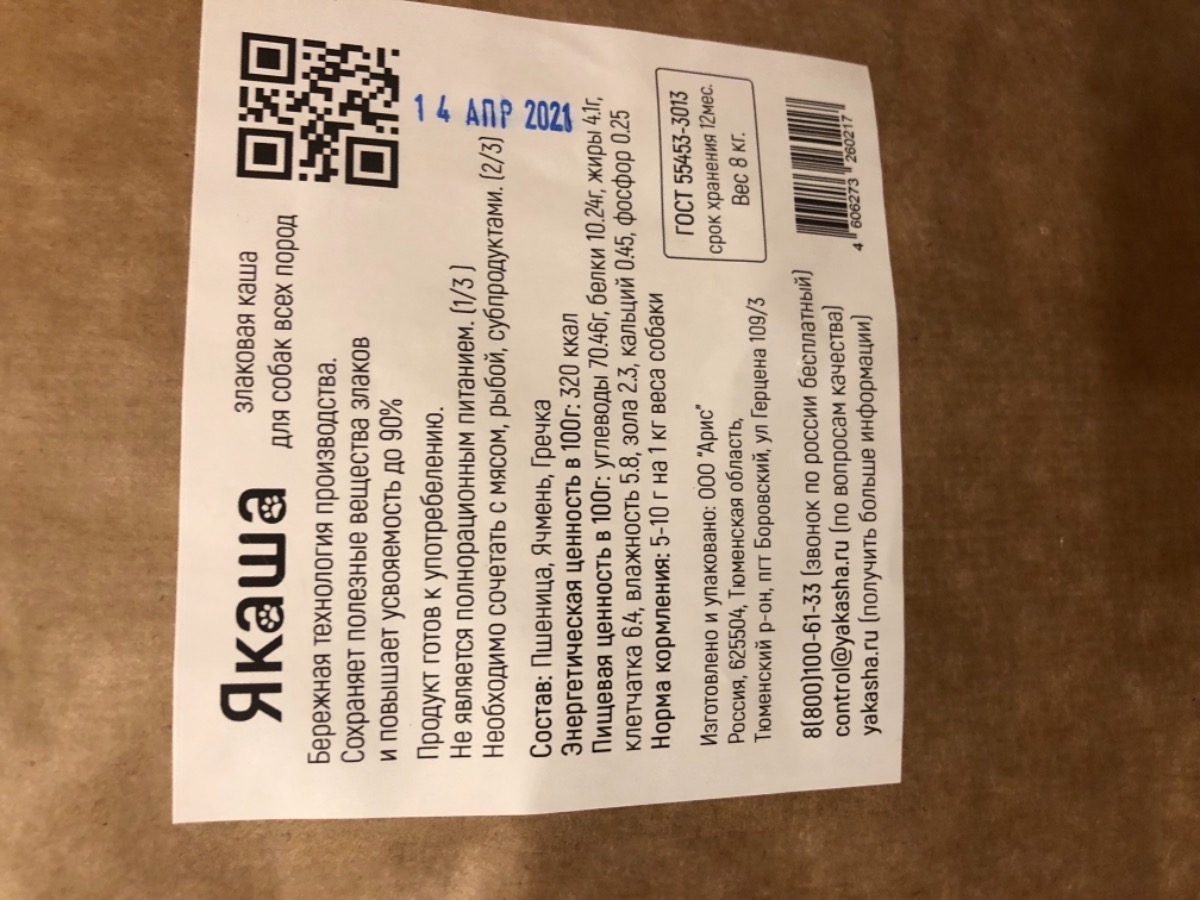 Якаша
злаковая каша
для собак всех пород
Бережная технология производства.
Сохраняет полезные вещества злаков
и повышает усвояемость до 90%
14 АПР 2021
Продукт готов к употребелению.
Не является полнорационным питанием. (1/3 )
Необходимо сочетать с мясом, рыбой, субпродуктами. (2/3)
Состав: Пшеница, Ячмень, Гречка
Энергетическая ценность в 100г: 320 ккал
Пищевая ценность в 100г: углеводы 70.46г, белки 10.24г, жиры 4.1г,
клетчатка 6.4, влажность 5.8, зола 2.3, кальций 0.45, фосфор 0.25
Норма кормления: 5-10 г на 1 кг веса собаки
ГОСТ 55453-3013
срок хранения 12мес.
Вес 8 кг.
Изготовлено и упаковано: ООО "Арис"
Россия, 625504, Тюменская область,
Тюменский р-он, пгт Боровский, ул Герцена 109/3
8(800)100-61-33 (звонок по россии бесплатный)
control@yakasha.ru (по вопросам качества)
yakasha.ru (получить больше информации)
4 606273 260217